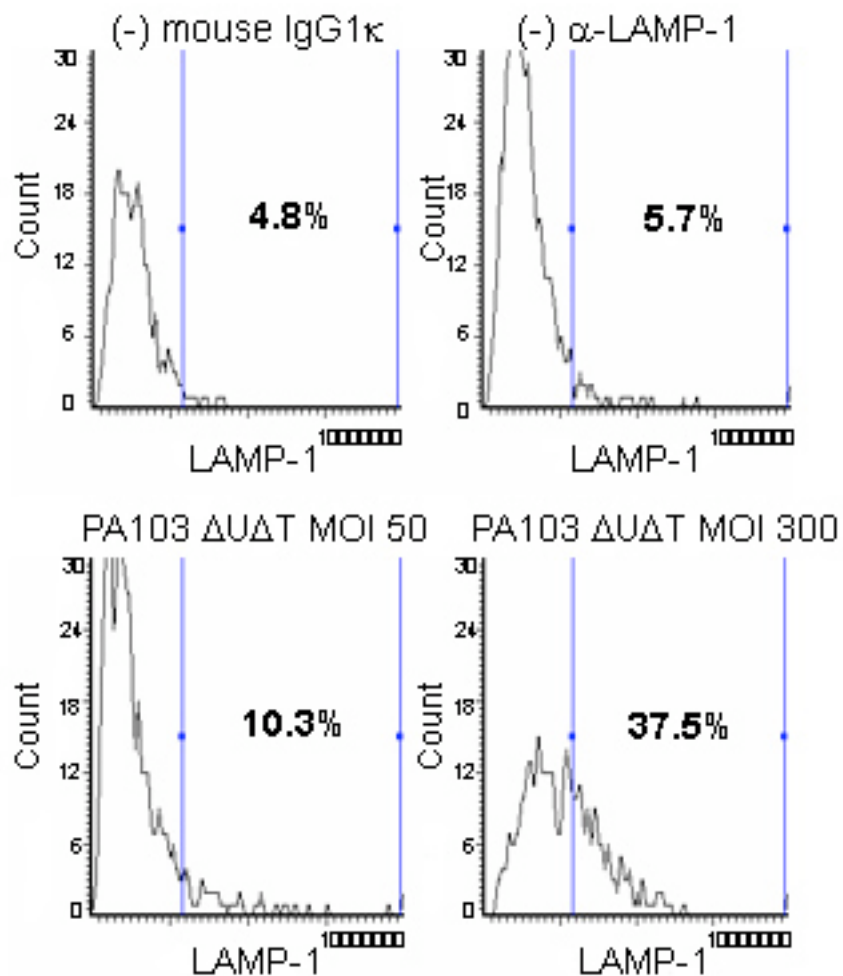 (-) mouse IgG1κ
30
24
18
12
6
0
Count
4.8%
LAMP-1
(-) α-LAMP-1
30
24
18
12
6
0
Count
5.7%
LAMP-1
PA103 ΔUΔT MOI 50
30
24
18
12
6
0
Count
10.3%
LAMP-1
PA103 ΔUΔT MOI 300
30
24
18
12
6
0
Count
37.5%
LAMP-1